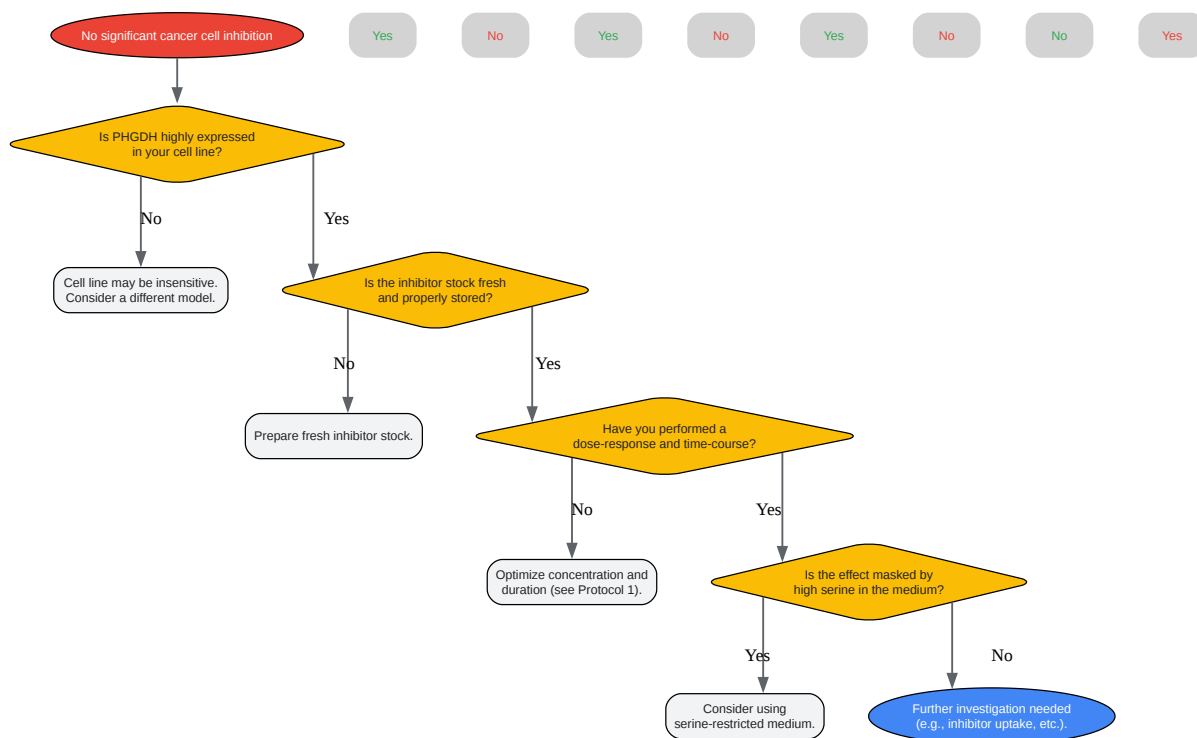 No significant cancer cell inhibition
Yes
No
Yes
No
Yes
No
No
Yes
Is PHGDH highly expressed
in your cell line?
No
Yes
Cell line may be insensitive.
Consider a different model.
Is the inhibitor stock fresh
and properly stored?
No
Yes
Prepare fresh inhibitor stock.
Have you performed a
dose-response and time-course?
No
Yes
Optimize concentration and
duration (see Protocol 1).
Is the effect masked by
high serine in the medium?
Yes
No
Consider using
serine-restricted medium.
Further investigation needed
(e.g., inhibitor uptake, etc.).